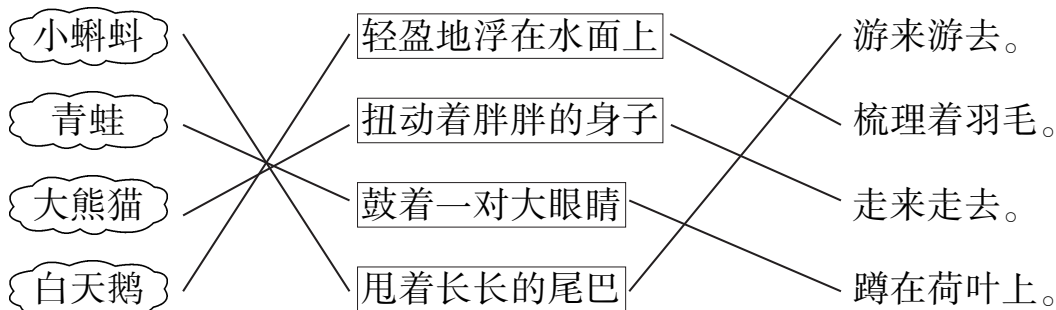 小蝌蚪 轻盈地浮在水面上 游来游去。
青蛙 扭动着胖胖的身子 梳理着羽毛。
大熊猫 鼓着一对大眼睛 走来走去。
白天鹅 甩着长长的尾巴 蹲在荷叶上。